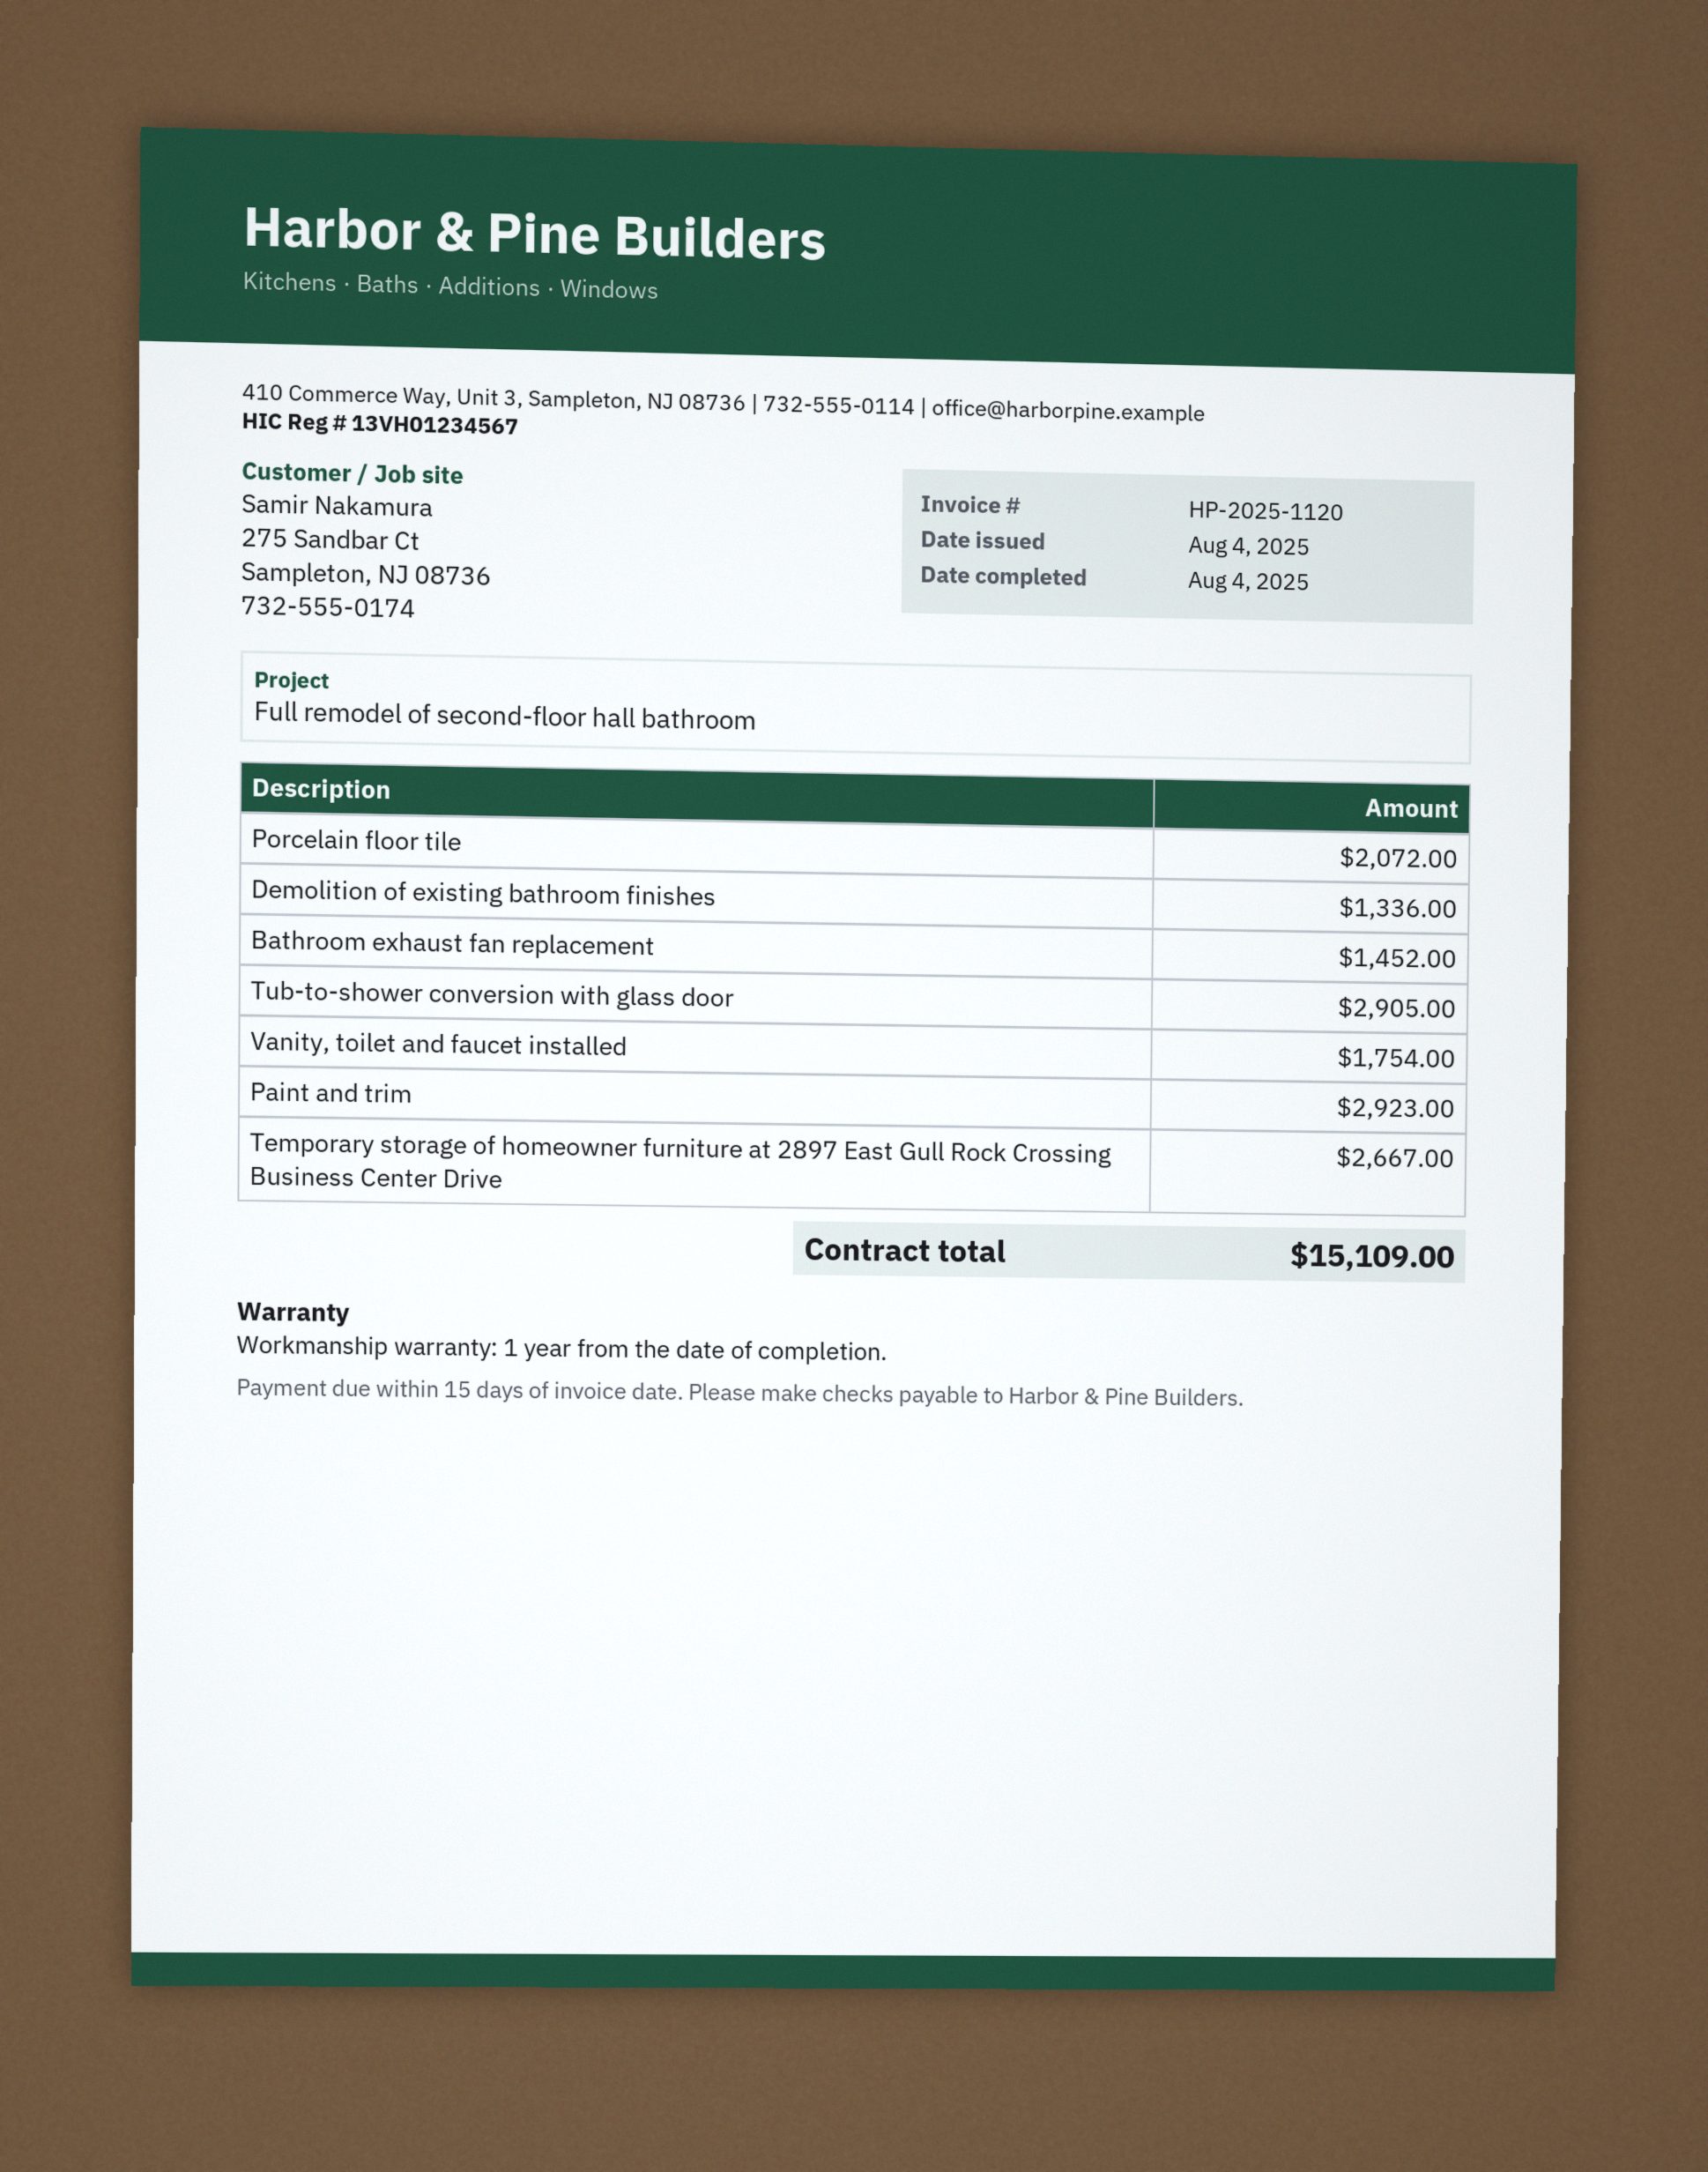 Harbor & Pine Builders
Kitchens · Baths · Additions · Windows
410 Commerce Way, Unit 3, Sampleton, NJ 08736 | 732-555-0114 | office@harborpine.example
HIC Reg # 13VH01234567
Customer / Job site
Samir Nakamura
275 Sandbar Ct
Sampleton, NJ 08736
732-555-0174
Invoice # HP-2025-1120
Date issued Aug 4, 2025
Date completed Aug 4, 2025
Project
Full remodel of second-floor hall bathroom
Description Amount
Porcelain floor tile $2,072.00
Demolition of existing bathroom finishes $1,336.00
Bathroom exhaust fan replacement $1,452.00
Tub-to-shower conversion with glass door $2,905.00
Vanity, toilet and faucet installed $1,754.00
Paint and trim $2,923.00
Temporary storage of homeowner furniture at 2897 East Gull Rock Crossing $2,667.00
Business Center Drive
Contract total $15,109.00
Warranty
Workmanship warranty: 1 year from the date of completion.
Payment due within 15 days of invoice date. Please make checks payable to Harbor & Pine Builders.